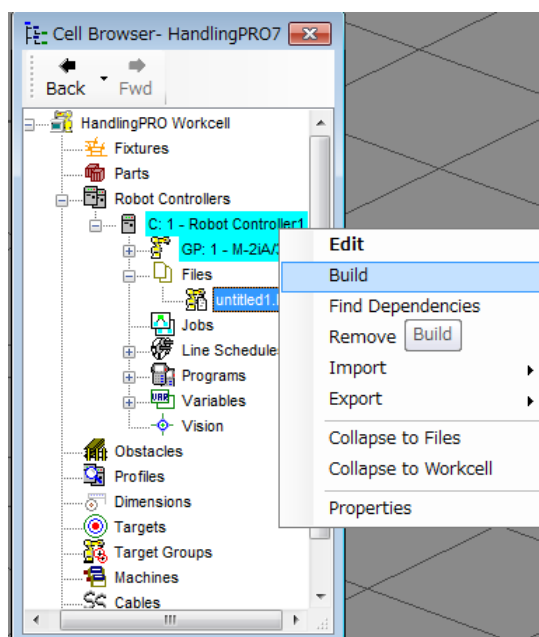 Cell Browser- HandlingPRO7
Back Fwd
HandlingPRO Workcell
Fixtures
Parts
Robot Controllers
C: 1 - Robot Controller1
GP: 1 - M-2iA/
Files
untitled1.
Jobs
Line Schedule
Programs
Variables
Vision
Obstacles
Profiles
Dimensions
Targets
Target Groups
Machines
Cables
Edit
Build
Find Dependencies
Remove Build
Import
Export
Collapse to Files
Collapse to Workcell
Properties